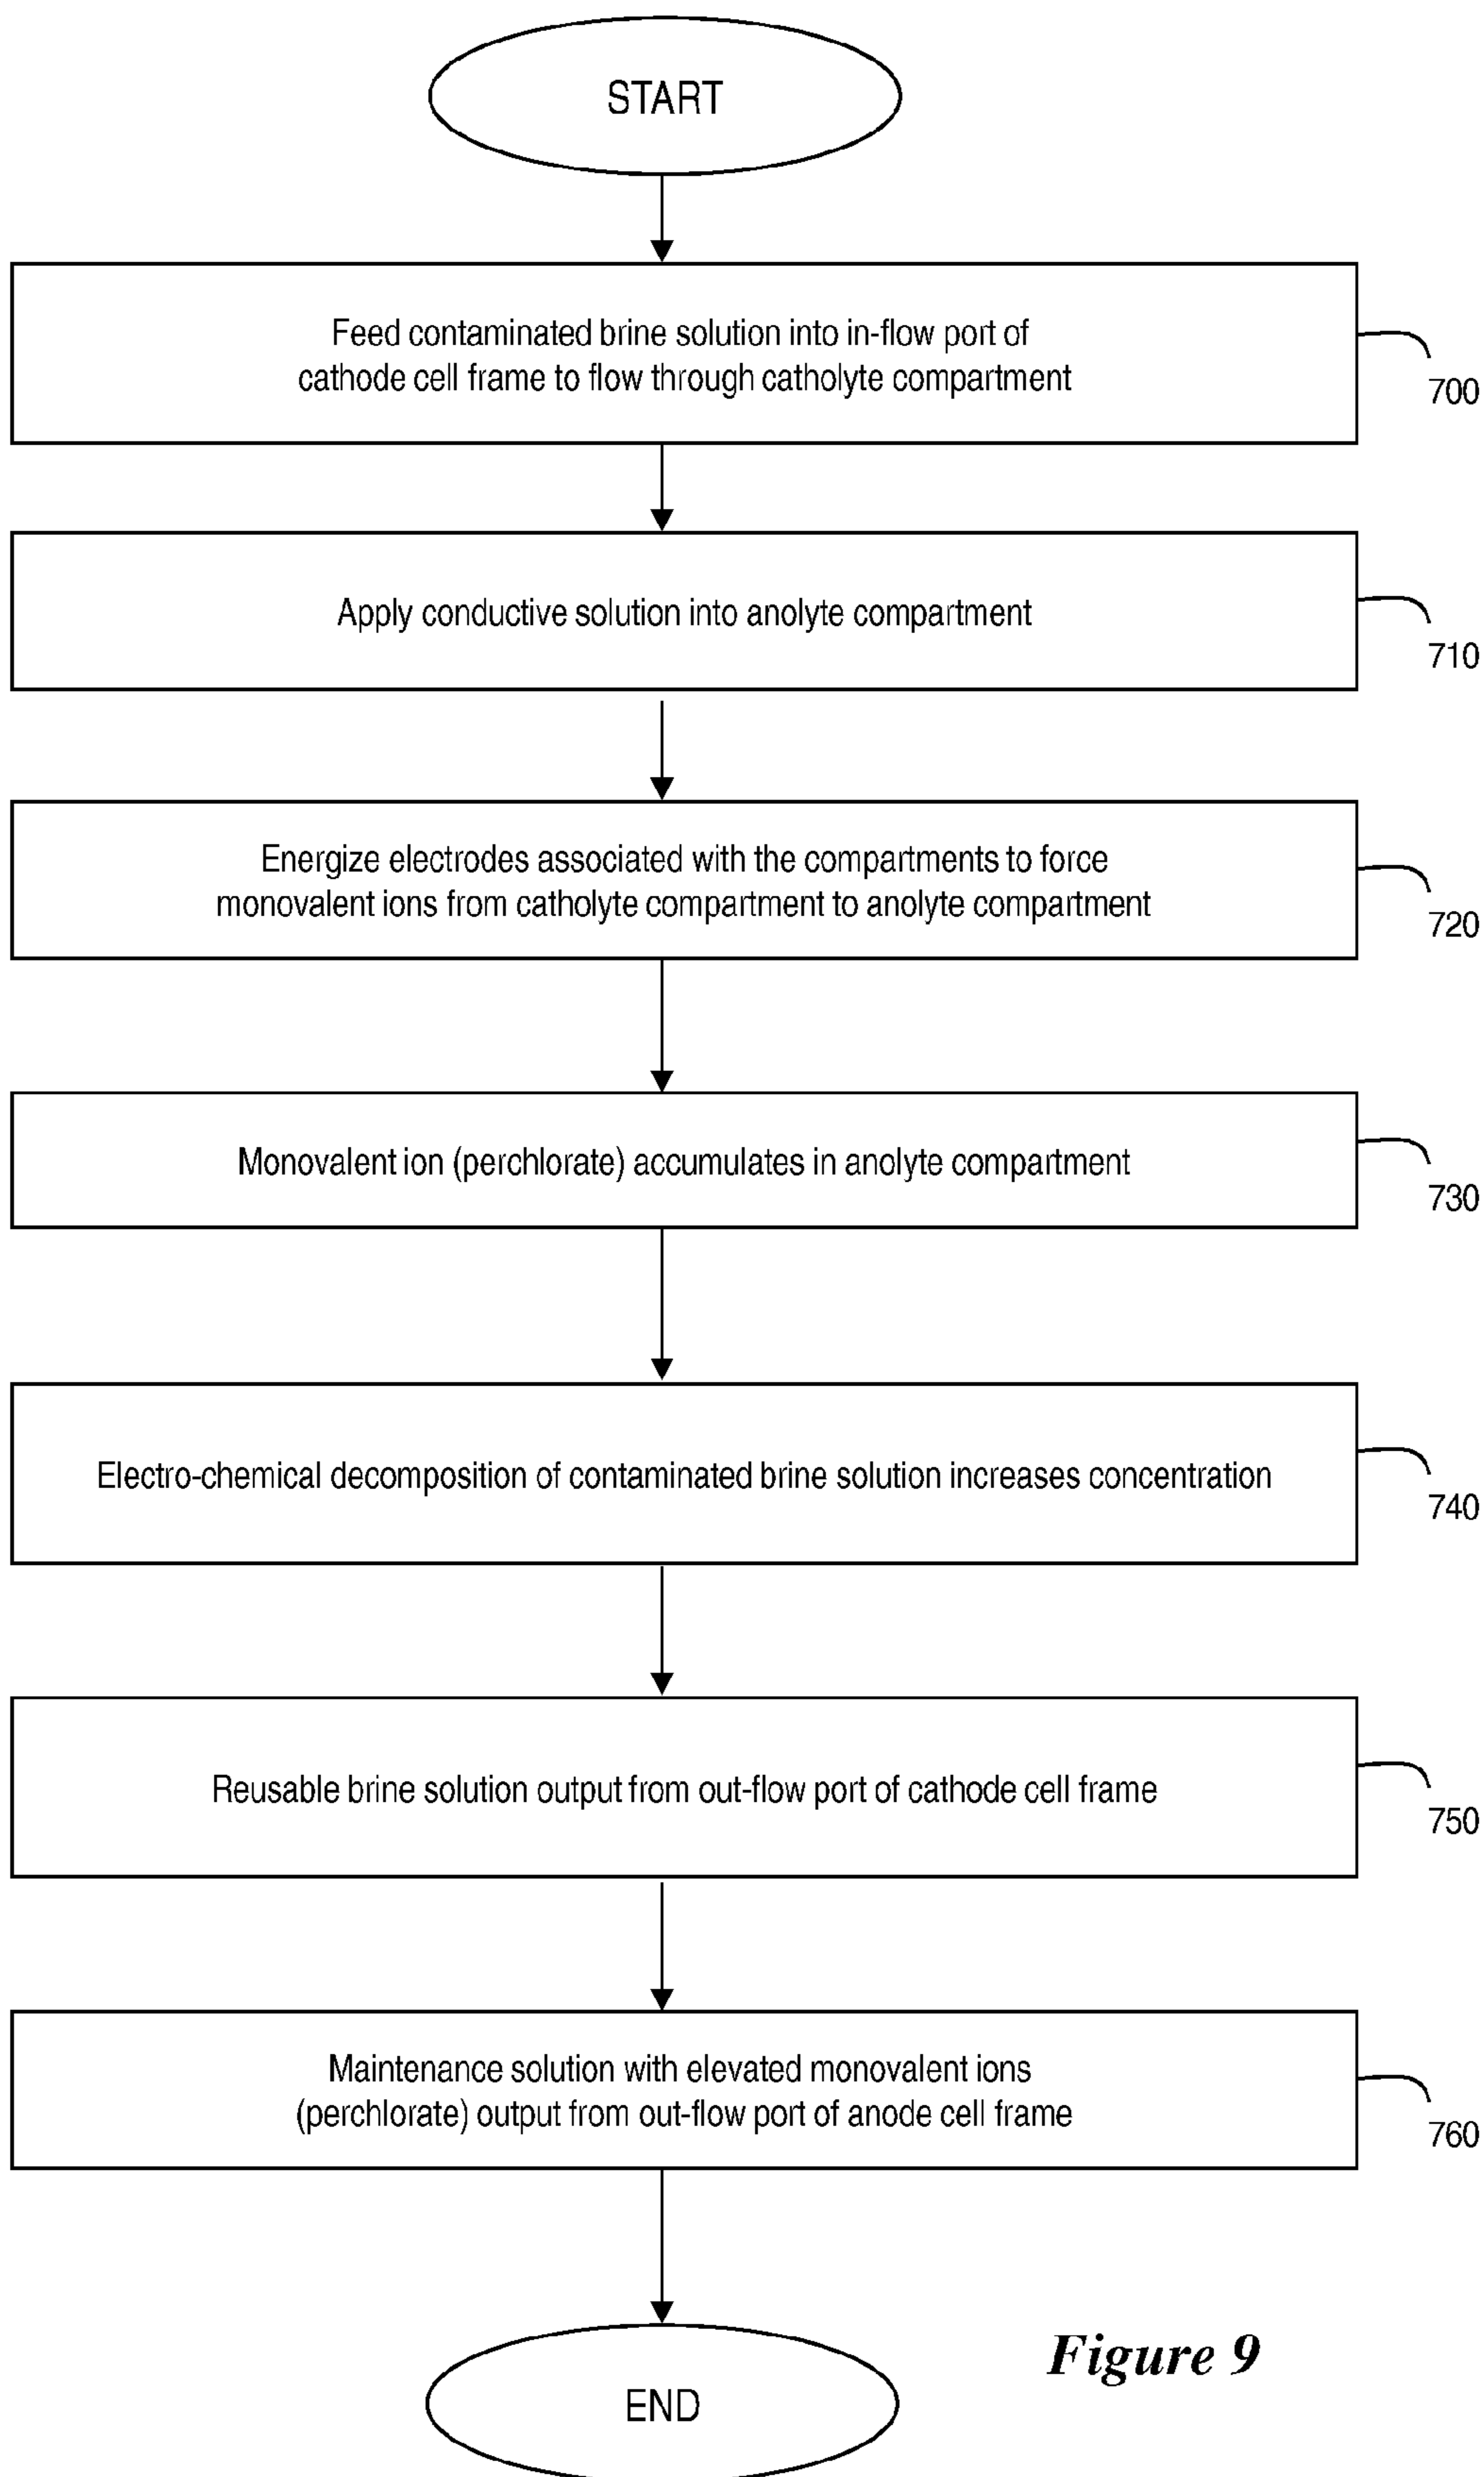 START
Feed contaminated brine solution into in-flow port of
cathode cell frame to flow through catholyte compartment
700
Apply conductive solution into anolyte compartment
710
Energize electrodes associated with the compartments to force
monovalent ions from catholyte compartment to anolyte compartment
720
Monovalent ion (perchlorate) accumulates in anolyte compartment
730
Electro-chemical decomposition of contaminated brine solution increases concentration
740
Reusable brine solution output from out-flow port of cathode cell frame
750
Maintenance solution with elevated monovalent ions
(perchlorate) output from out-flow port of anode cell frame
760
Figure 9
END